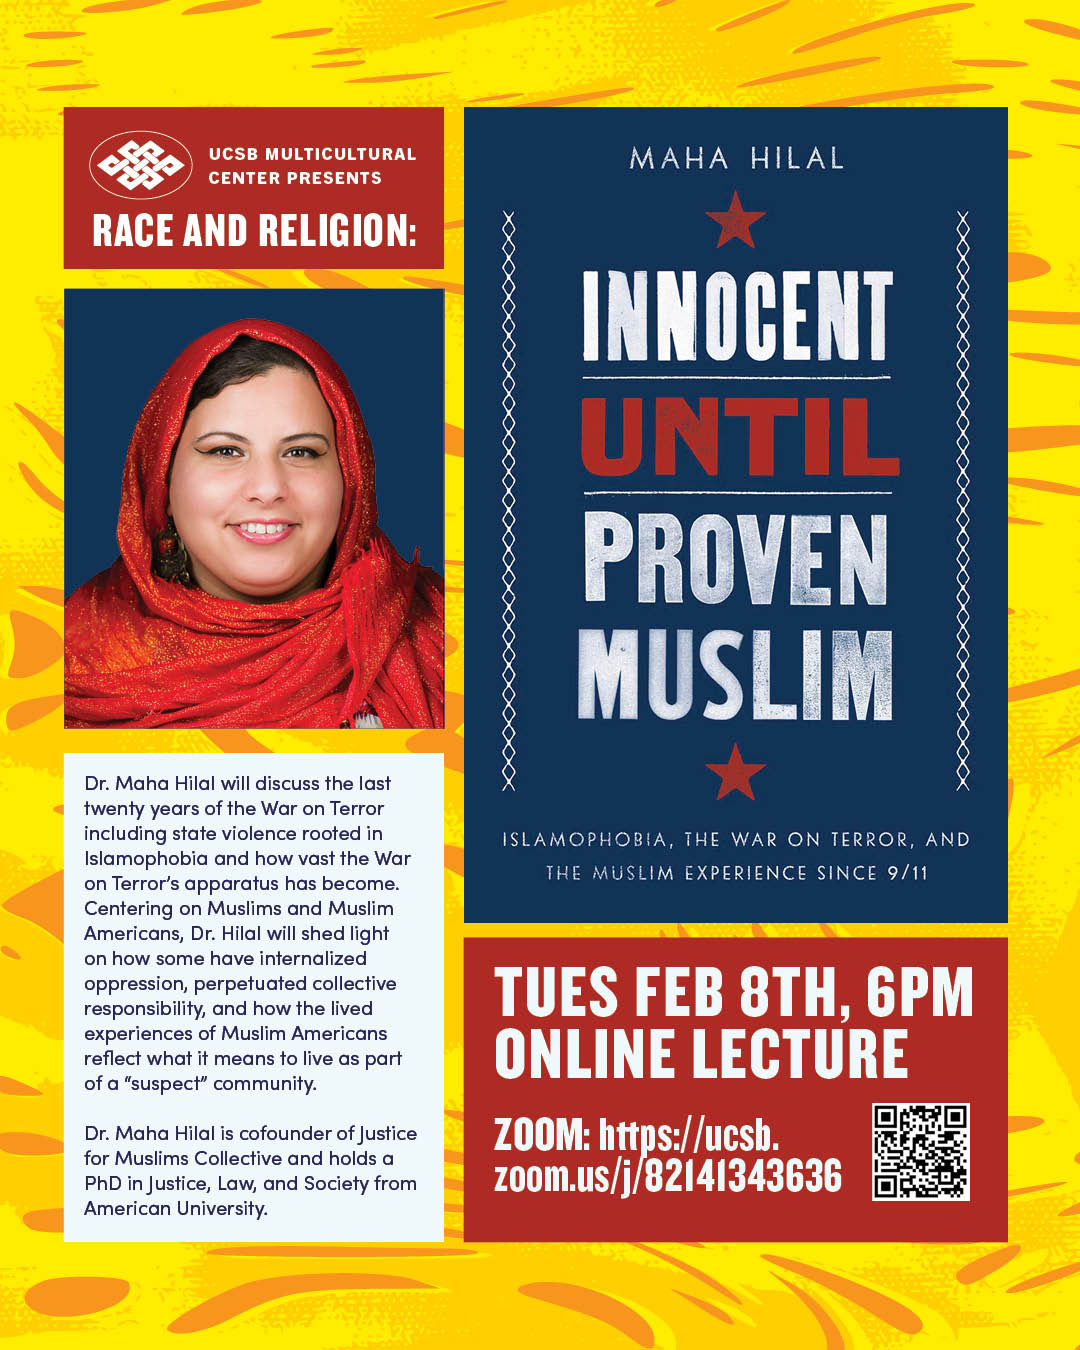 UCSB MULTICULTURAL
CENTER PRESENTS
RACE AND RELIGION:
MAHA HILAL
INNOCENT
UNTIL
PROVEN
MUSLIM
ISLAMOPHOBIA, THE WAR ON TERROR, AND
THE MUSLIM EXPERIENCE SINCE 9/11
Dr. Maha Hilal will discuss the last
twenty years of the War on Terror
including state violence rooted in
Islamophobia and how vast the War
on Terror's apparatus has become.
Centering on Muslims and Muslim
Americans, Dr. Hilal will shed light
on how some have internalized
oppression, perpetuated collective
responsibility, and how the lived
experiences of Muslim Americans
reflect what it means to live as part
of a “suspect” community.
Dr. Maha Hilal is cofounder of Justice
for Muslims Collective and holds a
PhD in Justice, Law, and Society from
American University.
TUES FEB 8TH, 6PM
ONLINE LECTURE
ZOOM: https://ucsb.
zoom.us/j/82141343636